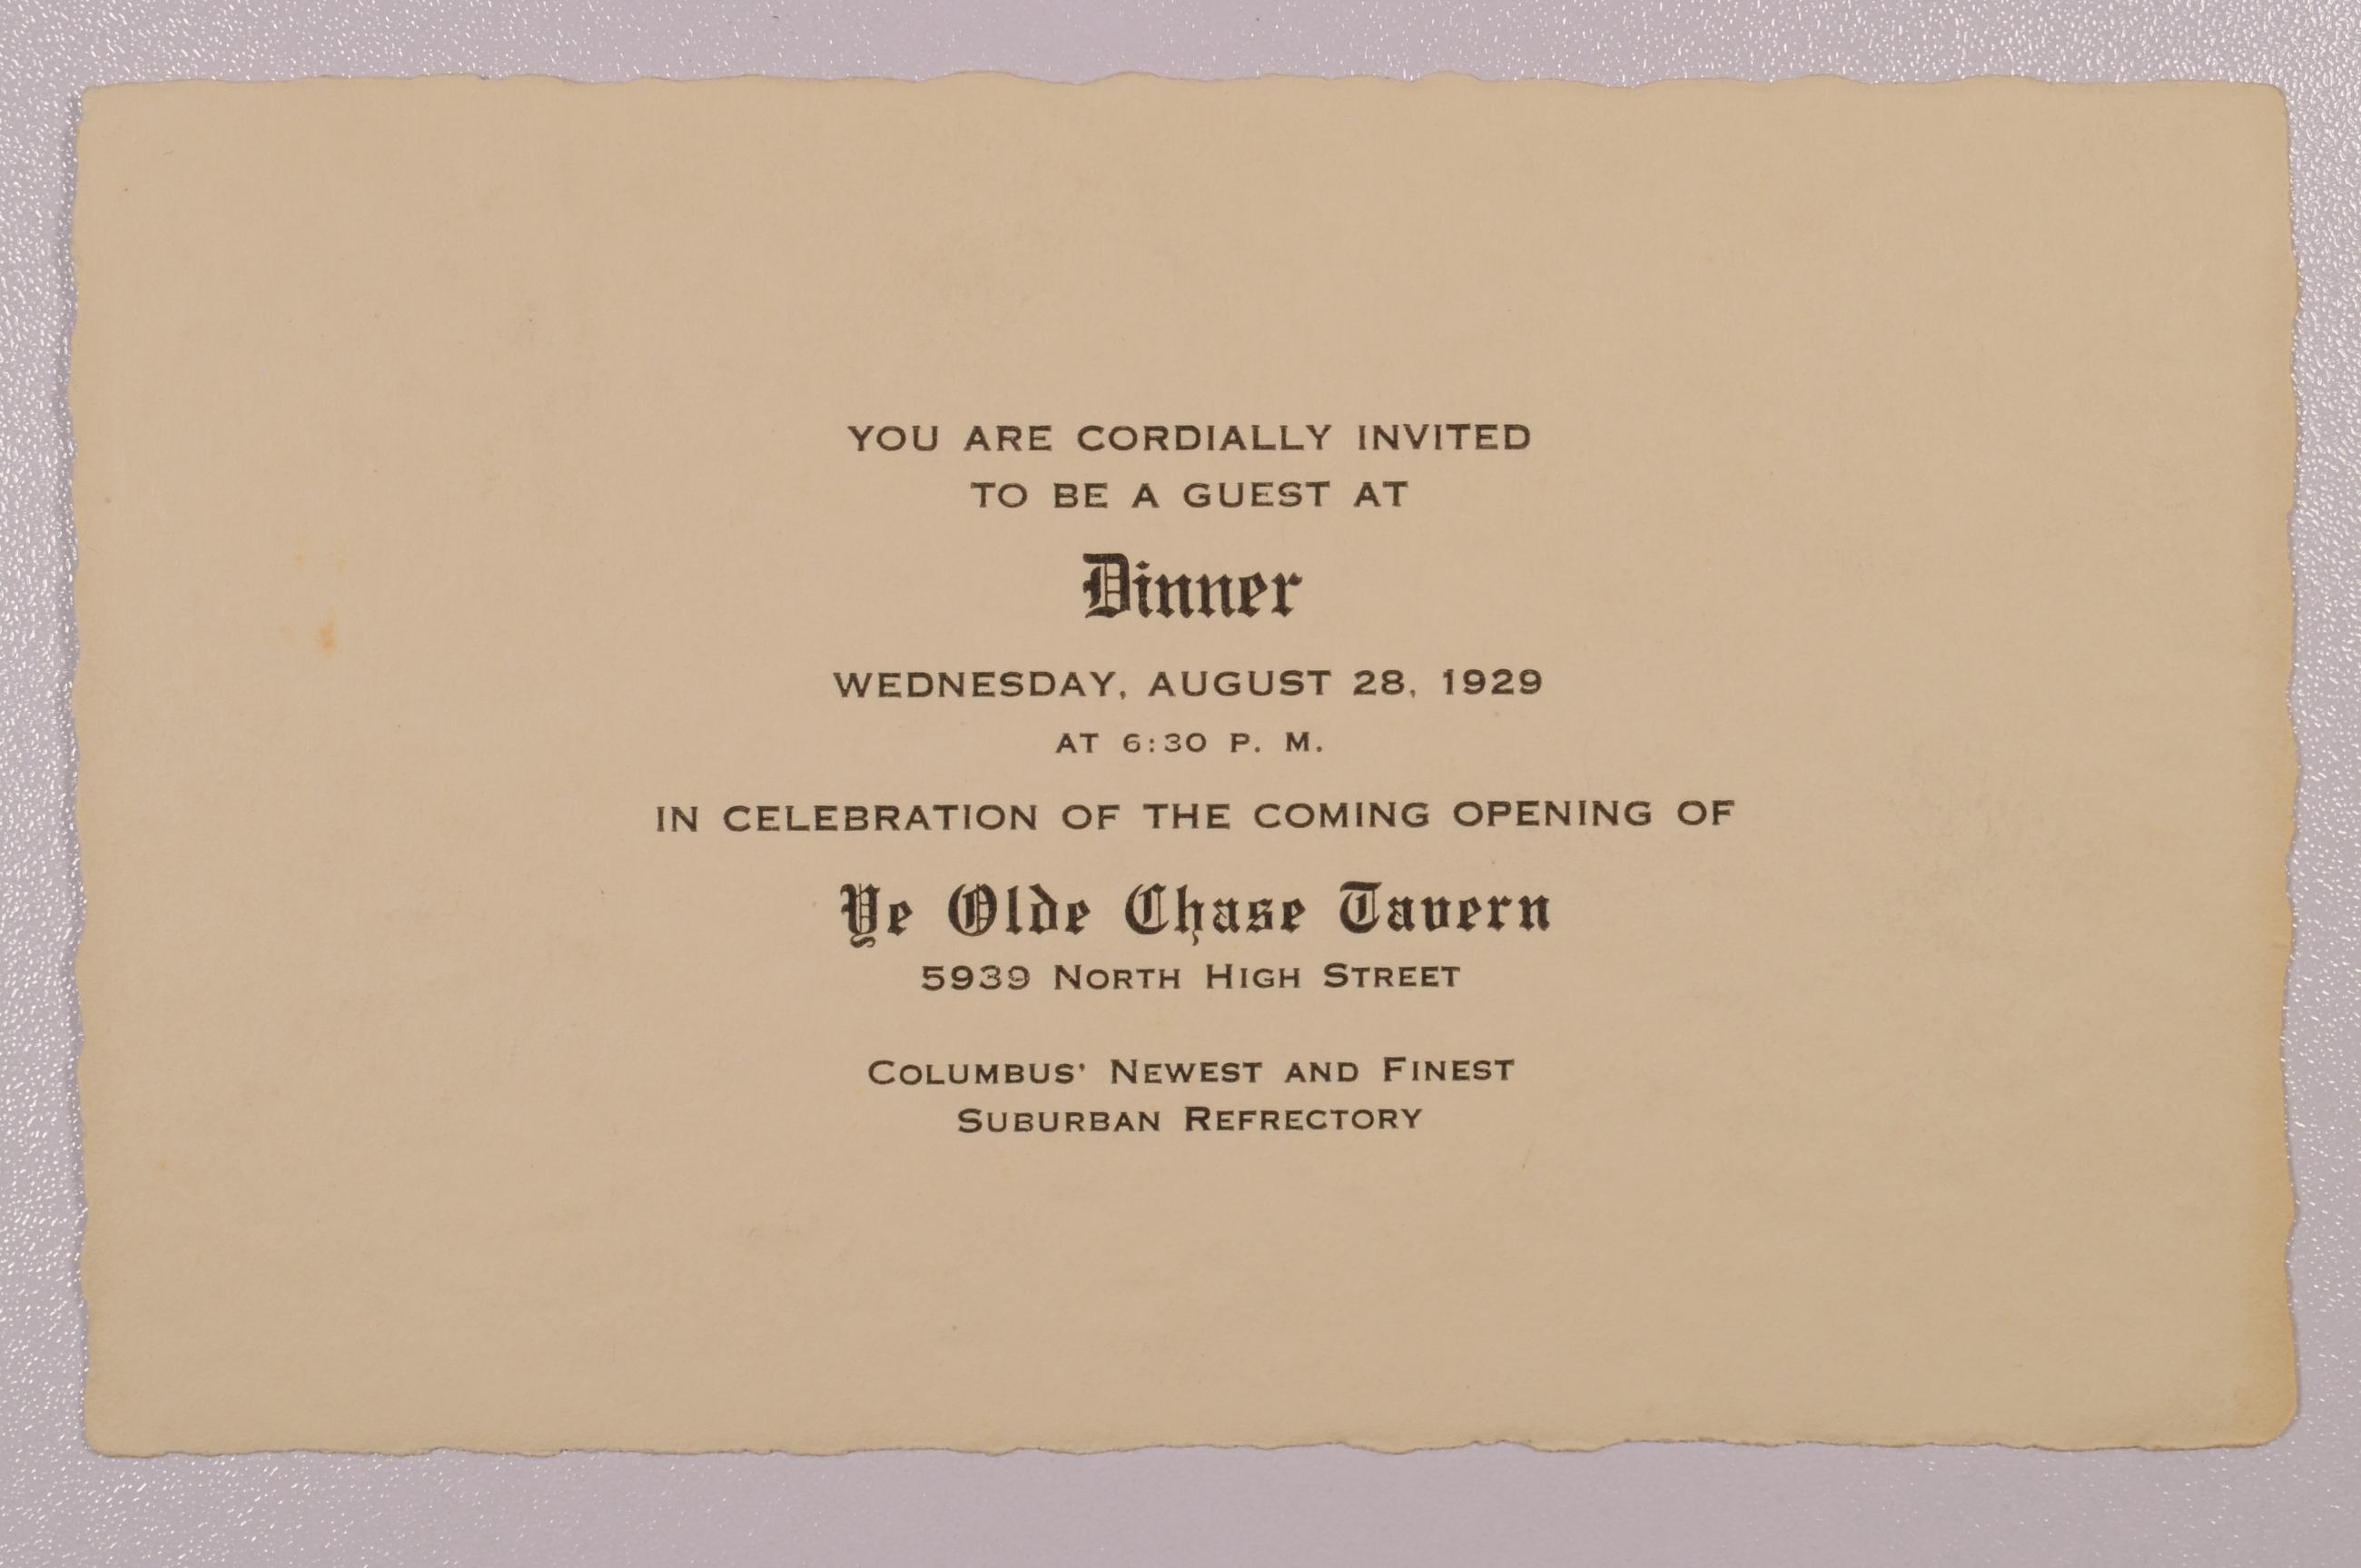 YOU ARE CORDIALLY INVITED
TO BE A GUEST AT
Dinner
WEDNESDAY, AUGUST 28, 1929
AT 6:30 P. M.
IN CELEBRATION OF THE COMING OPENING OF
Ye Olde Chase Tavern
5939 NORTH HIGH STREET
COLUMBUS' NEWEST AND FINEST
SUBURBAN REFRECTORY